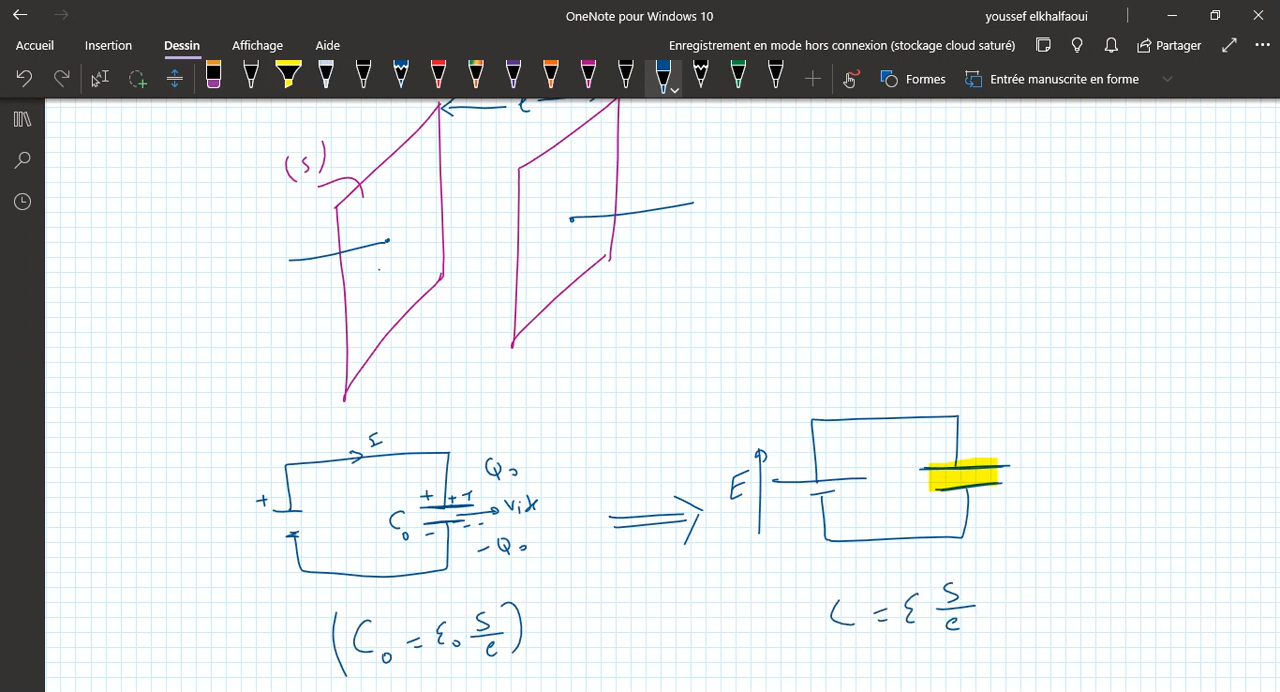 OneNote pour Windows 10
youssef elkhalfaoui
Accueil Insertion Dessin Affichage Aide
Enregistrement en mode hors connexion (stockage cloud saturé)
Partager
Formes
Entrée manuscrite en forme
e
(S)
I
+
Q0
+ + +
C0
Vide
- - -
- Q0
E
(C0 = ε0 S/e)
C = ε S/e